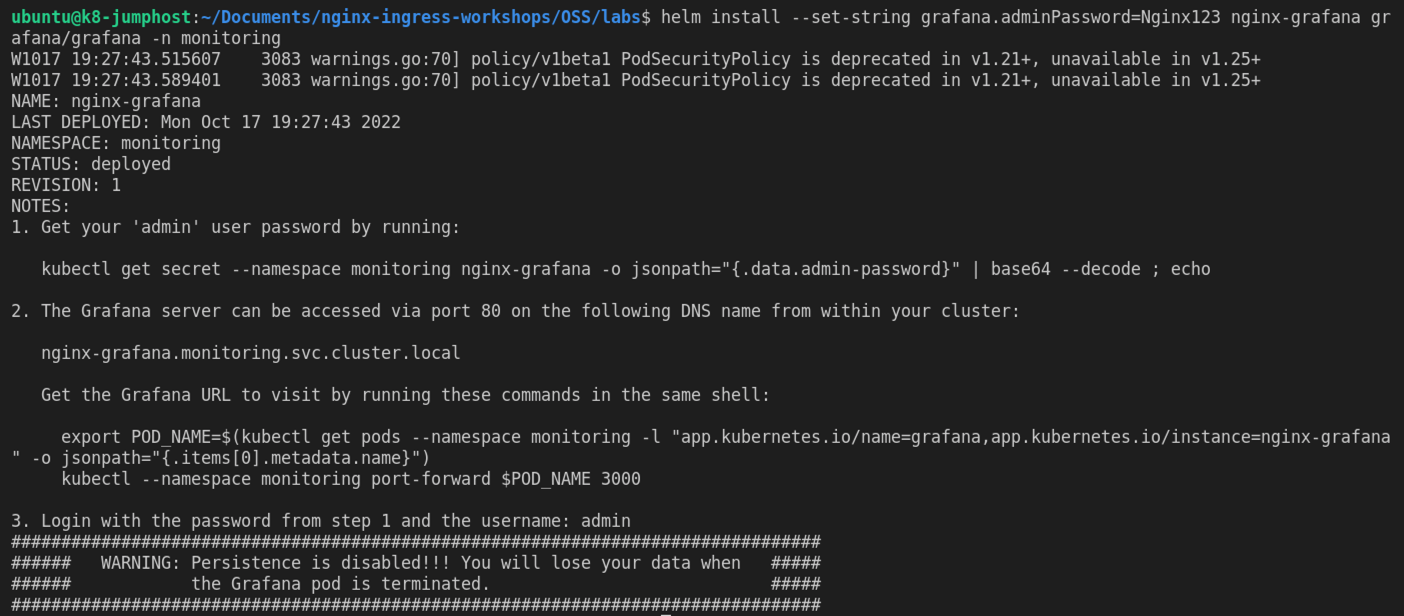 ubuntu@k8-jumphost:~/Documents/nginx-ingress-workshops/OSS/labs$ helm install --set-string grafana.adminPassword=Nginx123 nginx-grafana gr
afana/grafana -n monitoring
W1017 19:27:43.515607    3083 warnings.go:70] policy/v1beta1 PodSecurityPolicy is deprecated in v1.21+, unavailable in v1.25+
W1017 19:27:43.589401    3083 warnings.go:70] policy/v1beta1 PodSecurityPolicy is deprecated in v1.21+, unavailable in v1.25+
NAME: nginx-grafana
LAST DEPLOYED: Mon Oct 17 19:27:43 2022
NAMESPACE: monitoring
STATUS: deployed
REVISION: 1
NOTES:
1. Get your 'admin' user password by running:

   kubectl get secret --namespace monitoring nginx-grafana -o jsonpath="{.data.admin-password}" | base64 --decode ; echo

2. The Grafana server can be accessed via port 80 on the following DNS name from within your cluster:

   nginx-grafana.monitoring.svc.cluster.local

   Get the Grafana URL to visit by running these commands in the same shell:

     export POD_NAME=$(kubectl get pods --namespace monitoring -l "app.kubernetes.io/name=grafana,app.kubernetes.io/instance=nginx-grafana
" -o jsonpath="{.items[0].metadata.name}")
     kubectl --namespace monitoring port-forward $POD_NAME 3000

3. Login with the password from step 1 and the username: admin
#################################################################################
######   WARNING: Persistence is disabled!!! You will lose your data when   #####
######            the Grafana pod is terminated.                            #####
#################################################################################